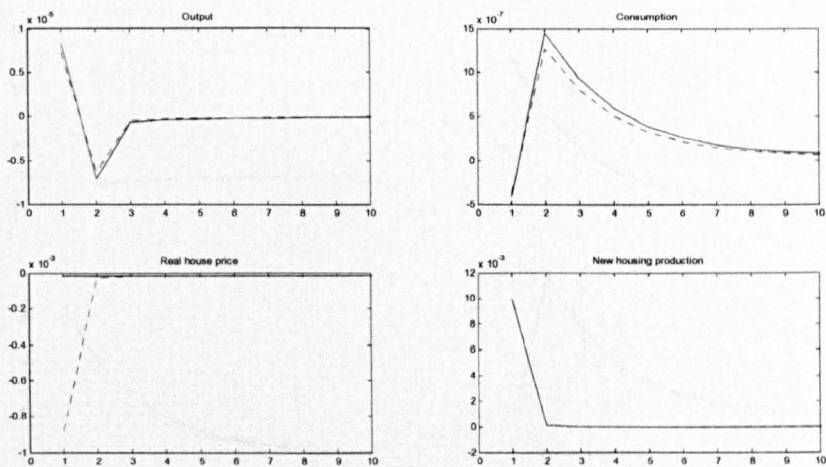 Output
x 10^-5
1
0.5
0
-0.5
-1
0 1 2 3 4 5 6 7 8 9 10
Consumption
x 10^-7
15
10
5
0
-5
0 1 2 3 4 5 6 7 8 9 10
Real house price
x 10^-3
0
-0.2
-0.4
-0.6
-0.8
-1
0 1 2 3 4 5 6 7 8 9 10
New housing production
x 10^-3
12
10
8
6
4
2
0
-2
0 1 2 3 4 5 6 7 8 9 10